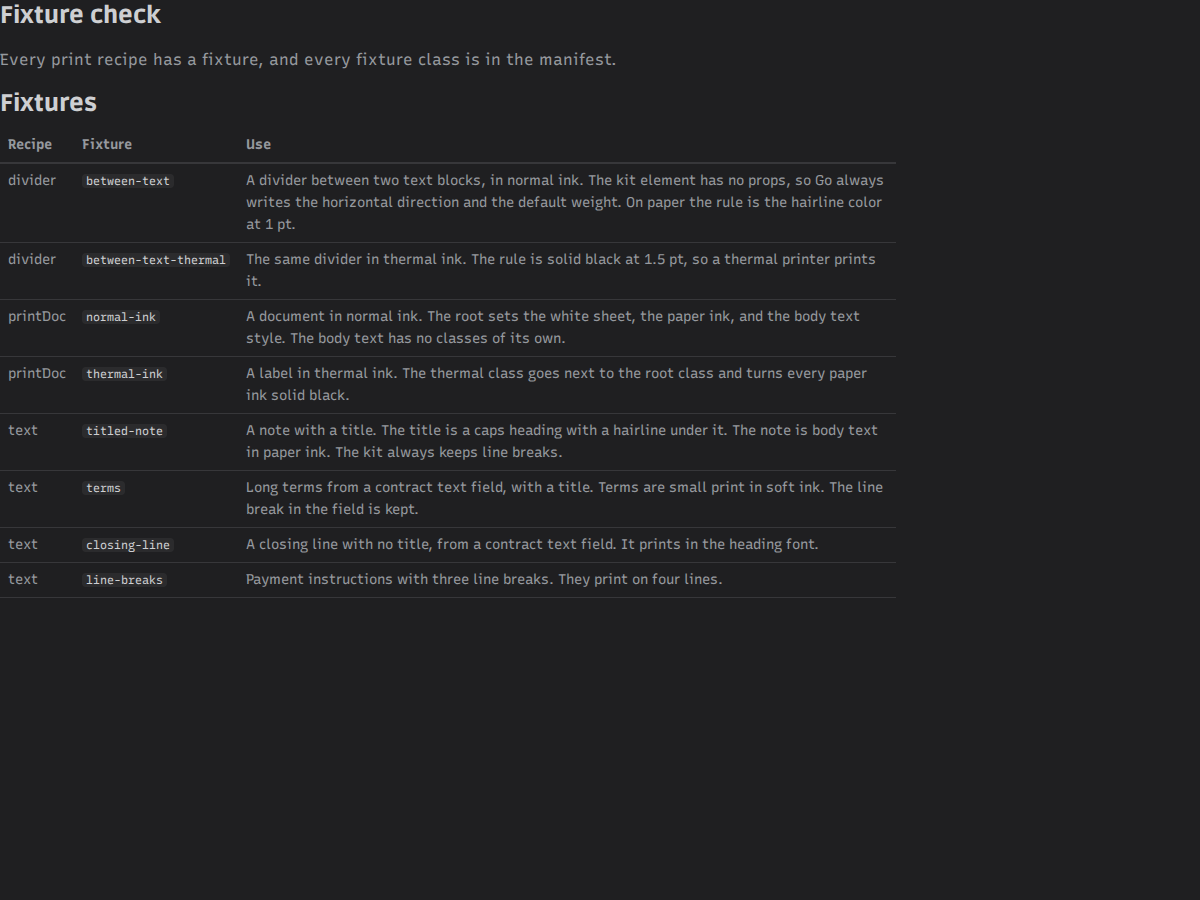 Fixture check
Every print recipe has a fixture, and every fixture class is in the manifest.
Fixtures
Recipe Fixture Use
divider between-text A divider between two text blocks, in normal ink. The kit element has no props, so Go always
writes the horizontal direction and the default weight. On paper the rule is the hairline color
at 1 pt.
divider between-text-thermal The same divider in thermal ink. The rule is solid black at 1.5 pt, so a thermal printer prints
it.
printDoc normal-ink A document in normal ink. The root sets the white sheet, the paper ink, and the body text
style. The body text has no classes of its own.
printDoc thermal-ink A label in thermal ink. The thermal class goes next to the root class and turns every paper
ink solid black.
text titled-note A note with a title. The title is a caps heading with a hairline under it. The note is body text
in paper ink. The kit always keeps line breaks.
text terms Long terms from a contract text field, with a title. Terms are small print in soft ink. The line
break in the field is kept.
text closing-line A closing line with no title, from a contract text field. It prints in the heading font.
text line-breaks Payment instructions with three line breaks. They print on four lines.